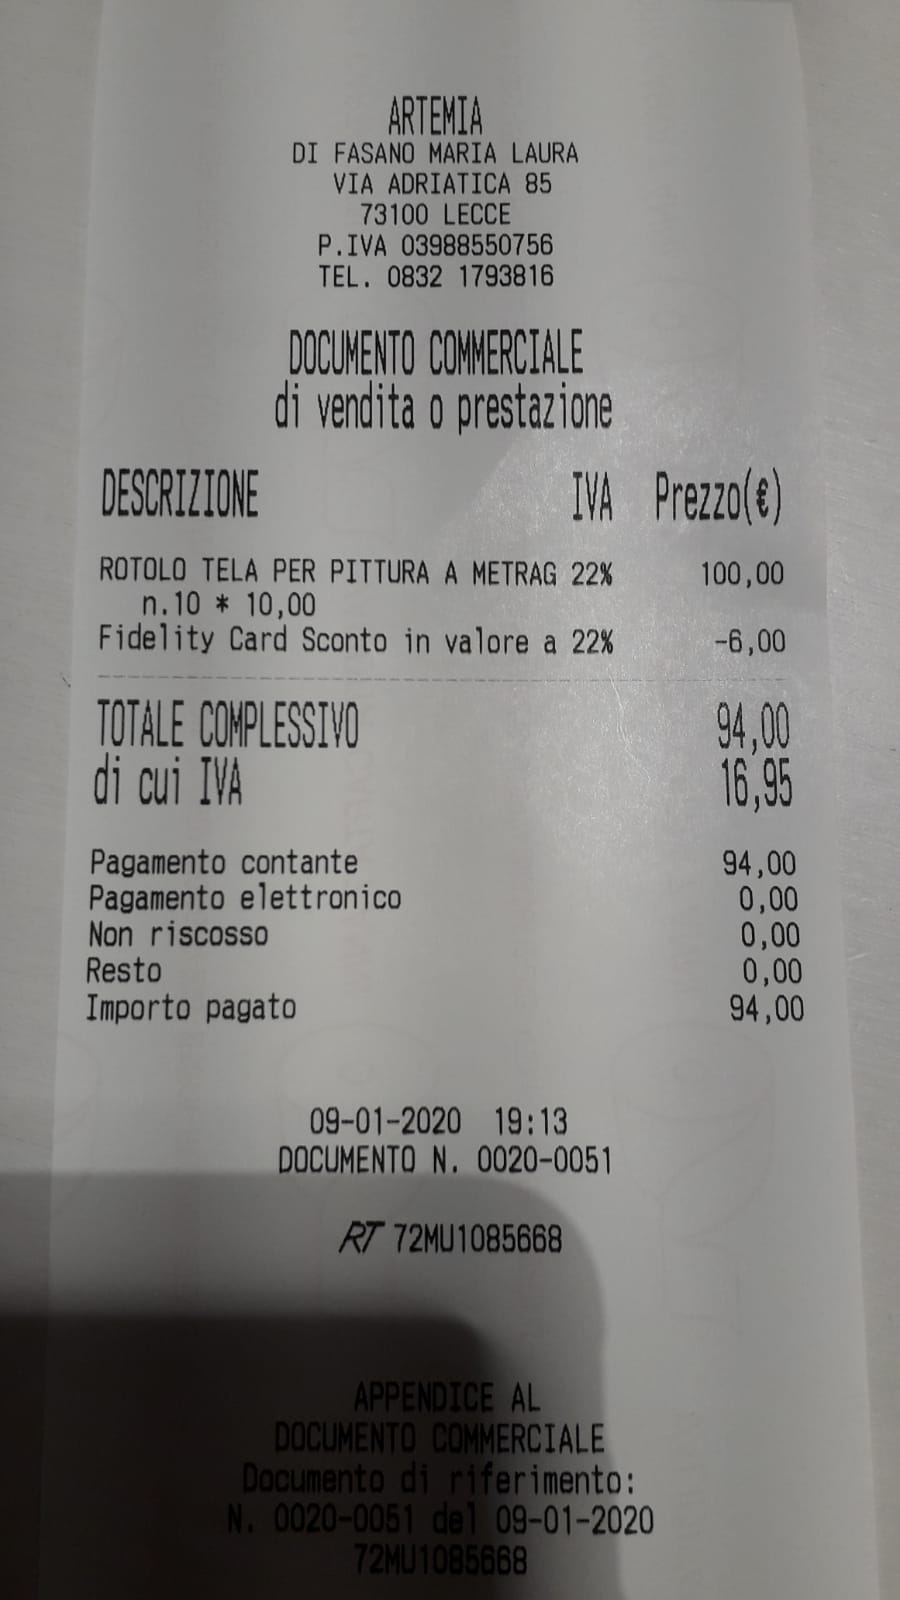 ARTEMIA
DI FASANO MARIA LAURA
VIA ADRIATICA 85
73100 LECCE
P.IVA 03988550756
TEL. 0832 1793816
DOCUMENTO COMMERCIALE
di vendita o prestazione
DESCRIZIONE IVA Prezzo(€)
ROTOLO TELA PER PITTURA A METRAG 22% 100,00
n.10 * 10,00
Fidelity Card Sconto in valore a 22% -6,00
TOTALE COMPLESSIVO 94,00
di cui IVA 16,95
Pagamento contante 94,00
Pagamento elettronico 0,00
Non riscosso 0,00
Resto 0,00
Importo pagato 94,00
09-01-2020 19:13
DOCUMENTO N. 0020-0051
RT 72MU1085668
APPENDICE AL
DOCUMENTO COMMERCIALE
Documento di riferimento:
N. 0020-0051 del 09-01-2020
72MU1085668